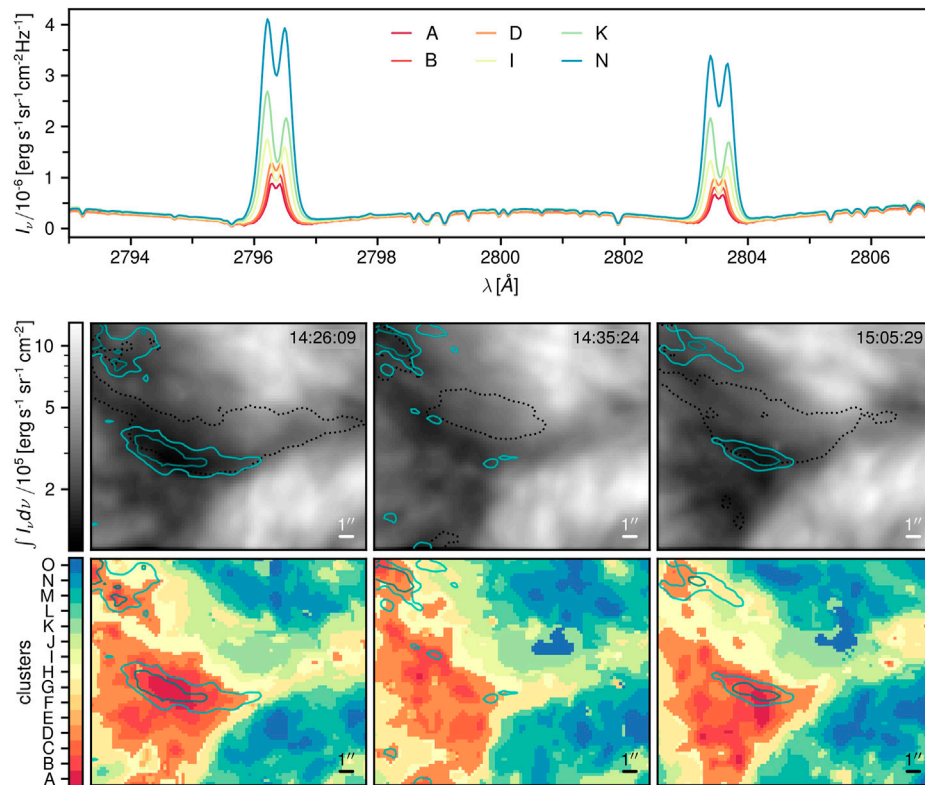 4
3
2
1
0
I_ν/10^-6 [erg s^-1 sr^-1 cm^-2 Hz^-1]
A D K
B I N
2794 2796 2798 2800 2802 2804 2806
λ [Å]
14:26:09 14:35:24 15:05:29
10
5
2
∫ I_ν dν /10^5 [erg s^-1 sr^-1 cm^-2]
1′′ 1′′ 1′′
O
N
M
L
K
J
I
H
G
F
E
D
C
B
A
clusters
1′′ 1′′ 1′′